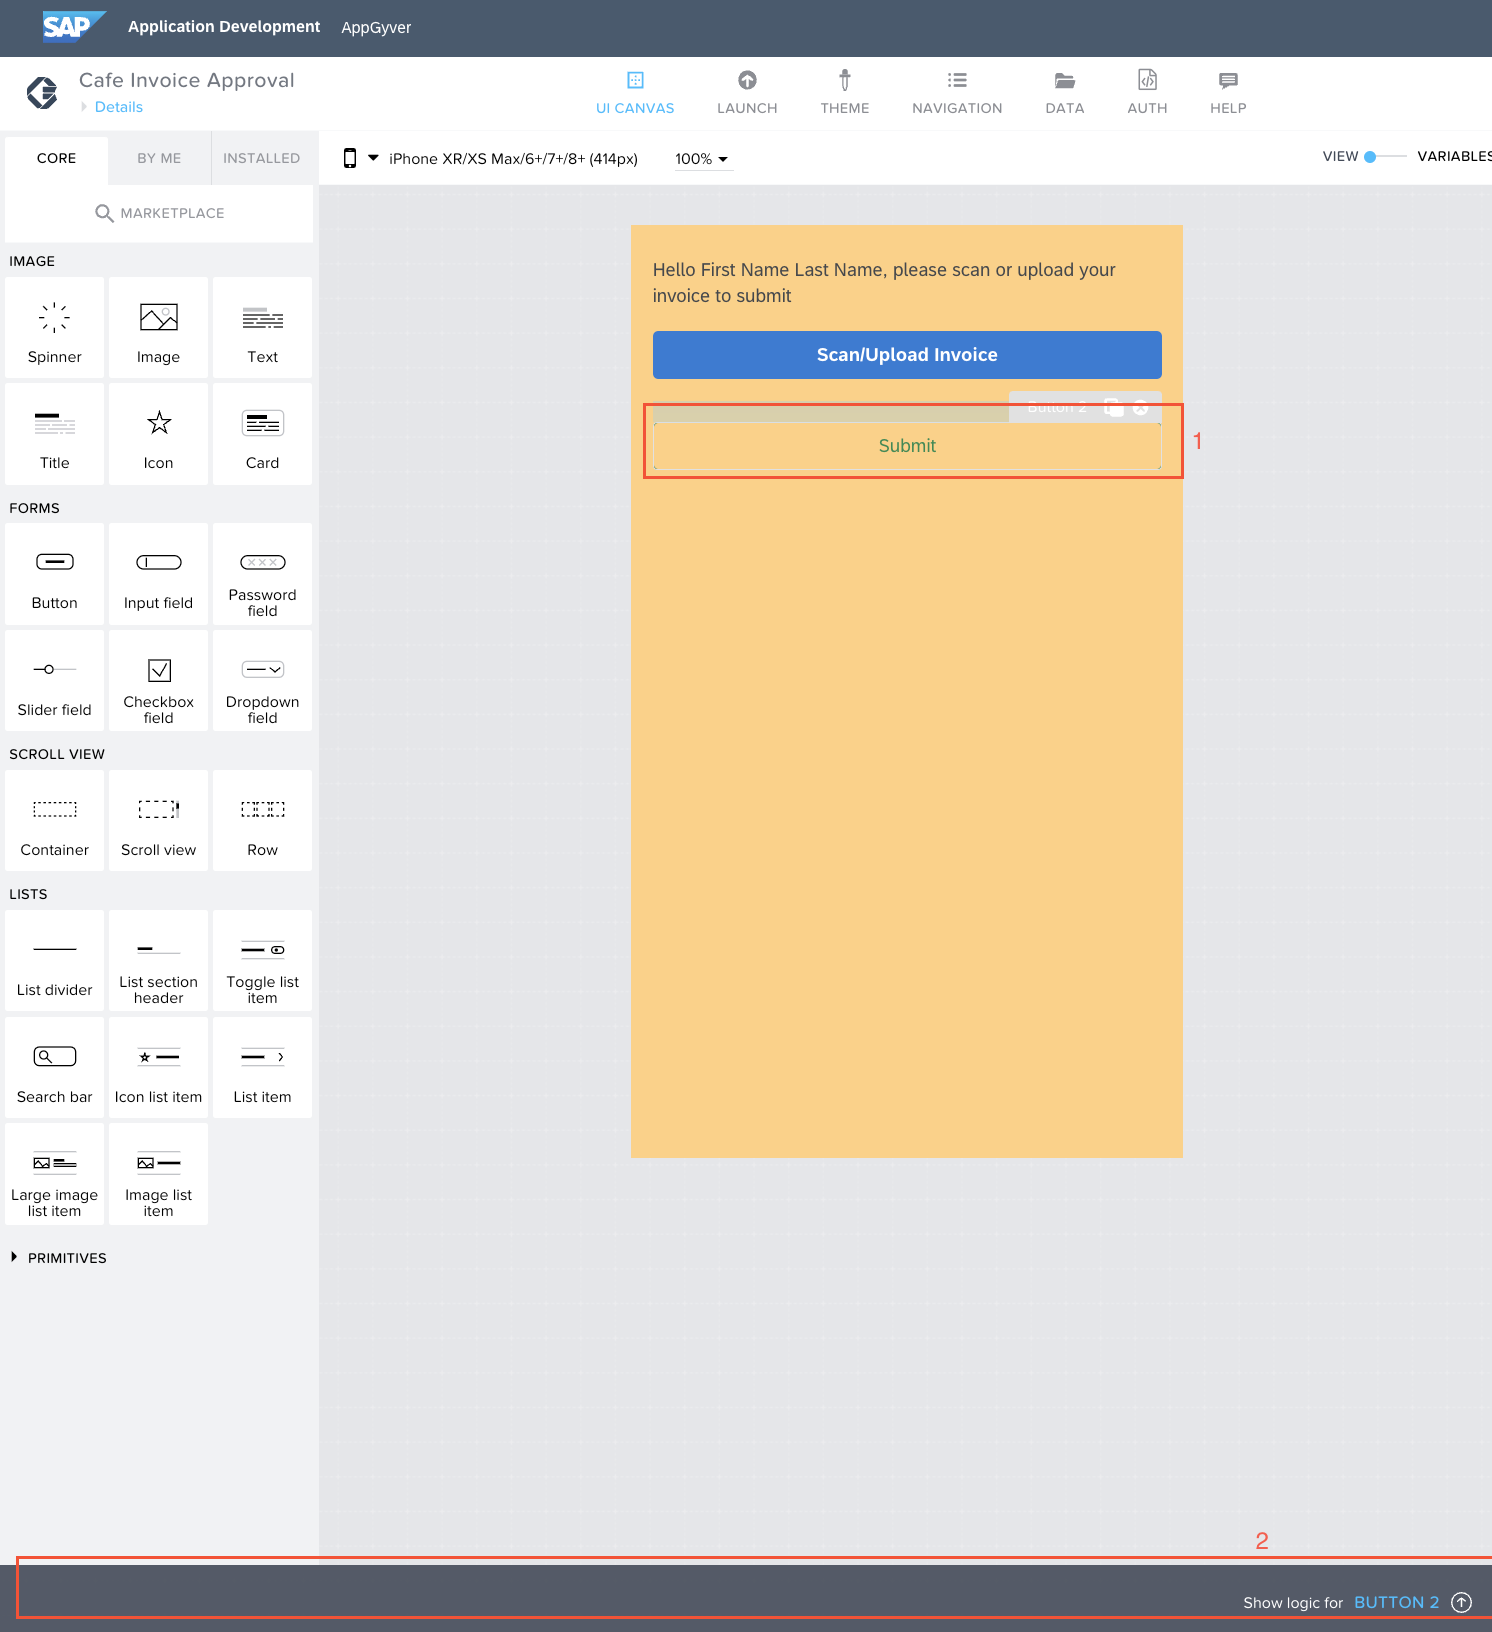 SAP Application Development AppGyver
Cafe Invoice Approval
Details
UI CANVAS LAUNCH THEME NAVIGATION DATA AUTH HELP
CORE BY ME INSTALLED
iPhone XR/XS Max/6+/7+/8+ (414px) 100%
VIEW VARIABLES
MARKETPLACE
IMAGE
Spinner Image Text
Title Icon Card
FORMS
Button Input field Password field
Slider field Checkbox field Dropdown field
SCROLL VIEW
Container Scroll view Row
LISTS
List divider List section header Toggle list item
Search bar Icon list item List item
Large image list item Image list item
PRIMITIVES
Hello First Name Last Name, please scan or upload your
invoice to submit
Scan/Upload Invoice
Button 2
Submit
1
2
Show logic for BUTTON 2